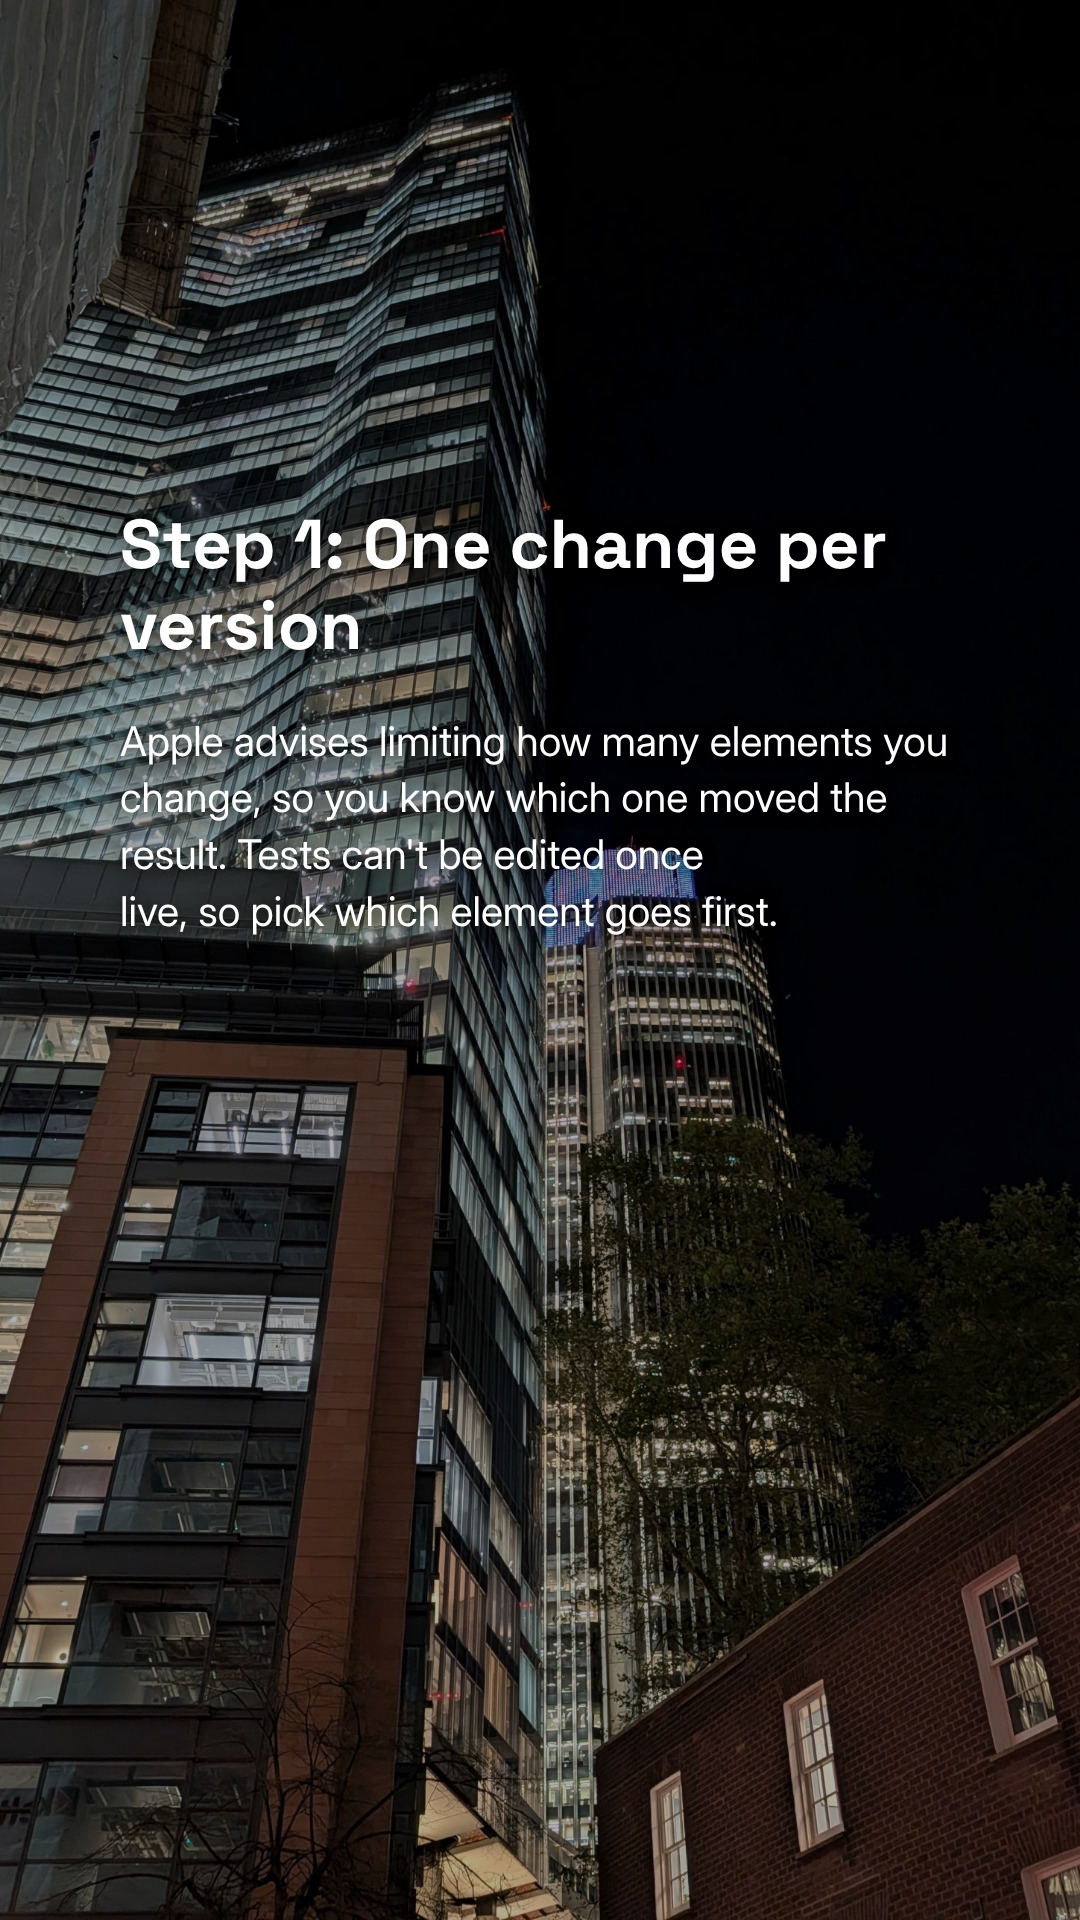 Step 1: One change per
version
Apple advises limiting how many elements you
change, so you know which one moved the
result. Tests can't be edited once
live, so pick which element goes first.